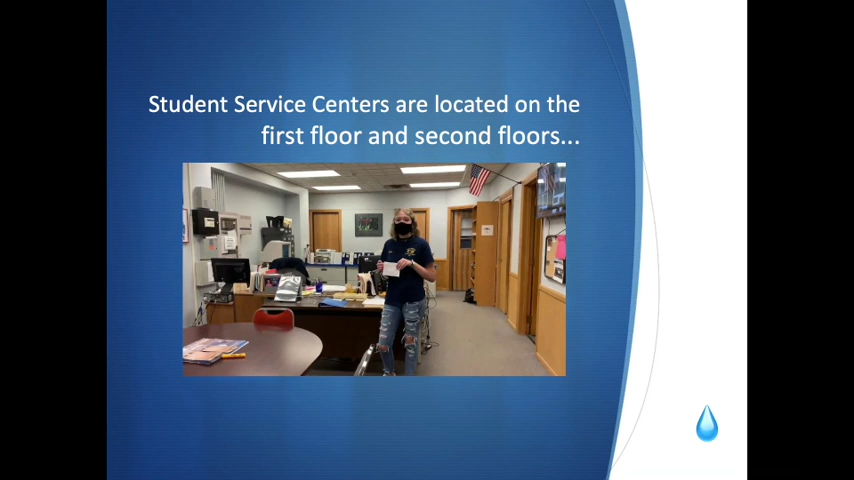 Student Service Centers are located on the
first floor and second floors...